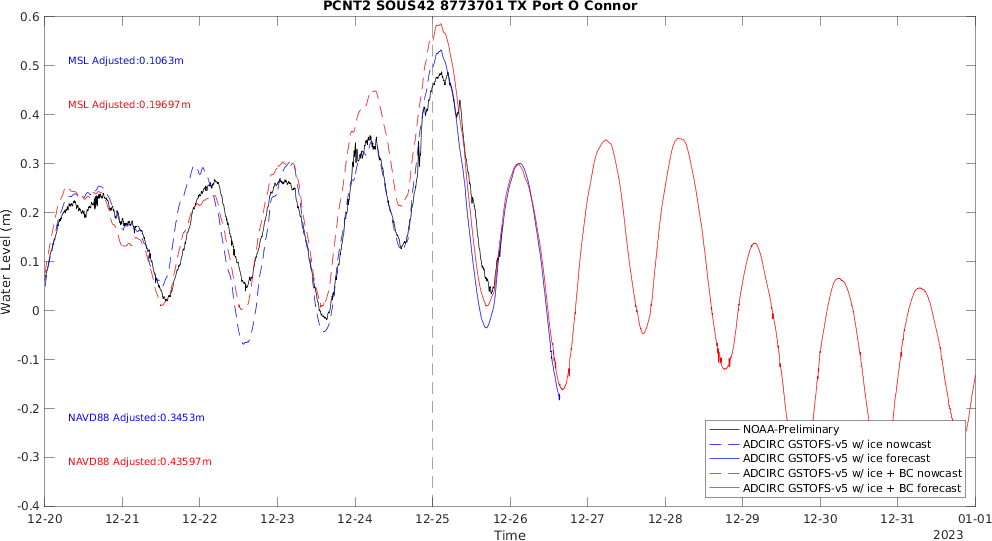 PCNT2 SOUS42 8773701 TX Port O Connor
0.6
0.5
0.4
0.3
0.2
0.1
0
-0.1
-0.2
-0.3
-0.4
Water Level (m)
MSL Adjusted:0.1063m
MSL Adjusted:0.19697m
NAVD88 Adjusted:0.3453m
NAVD88 Adjusted:0.43597m
NOAA-Preliminary
ADCIRC GSTOFS-v5 w/ ice nowcast
ADCIRC GSTOFS-v5 w/ ice forecast
ADCIRC GSTOFS-v5 w/ ice + BC nowcast
ADCIRC GSTOFS-v5 w/ ice + BC forecast
12-20 12-21 12-22 12-23 12-24 12-25 12-26 12-27 12-28 12-29 12-30 12-31 01-01
Time
2023